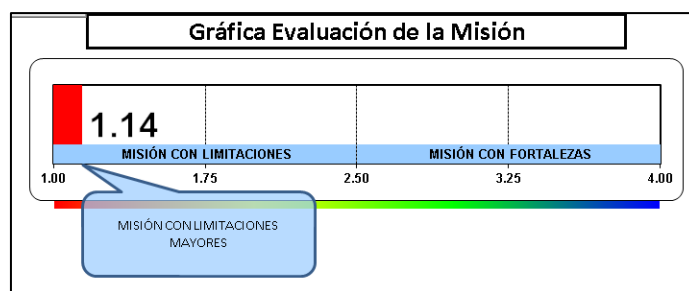 Gráfica Evaluación de la Misión
1.14
MISIÓN CON LIMITACIONES MISIÓN CON FORTALEZAS
1.00 1.75 2.50 3.25 4.00
MISIÓN CON LIMITACIONES
MAYORES